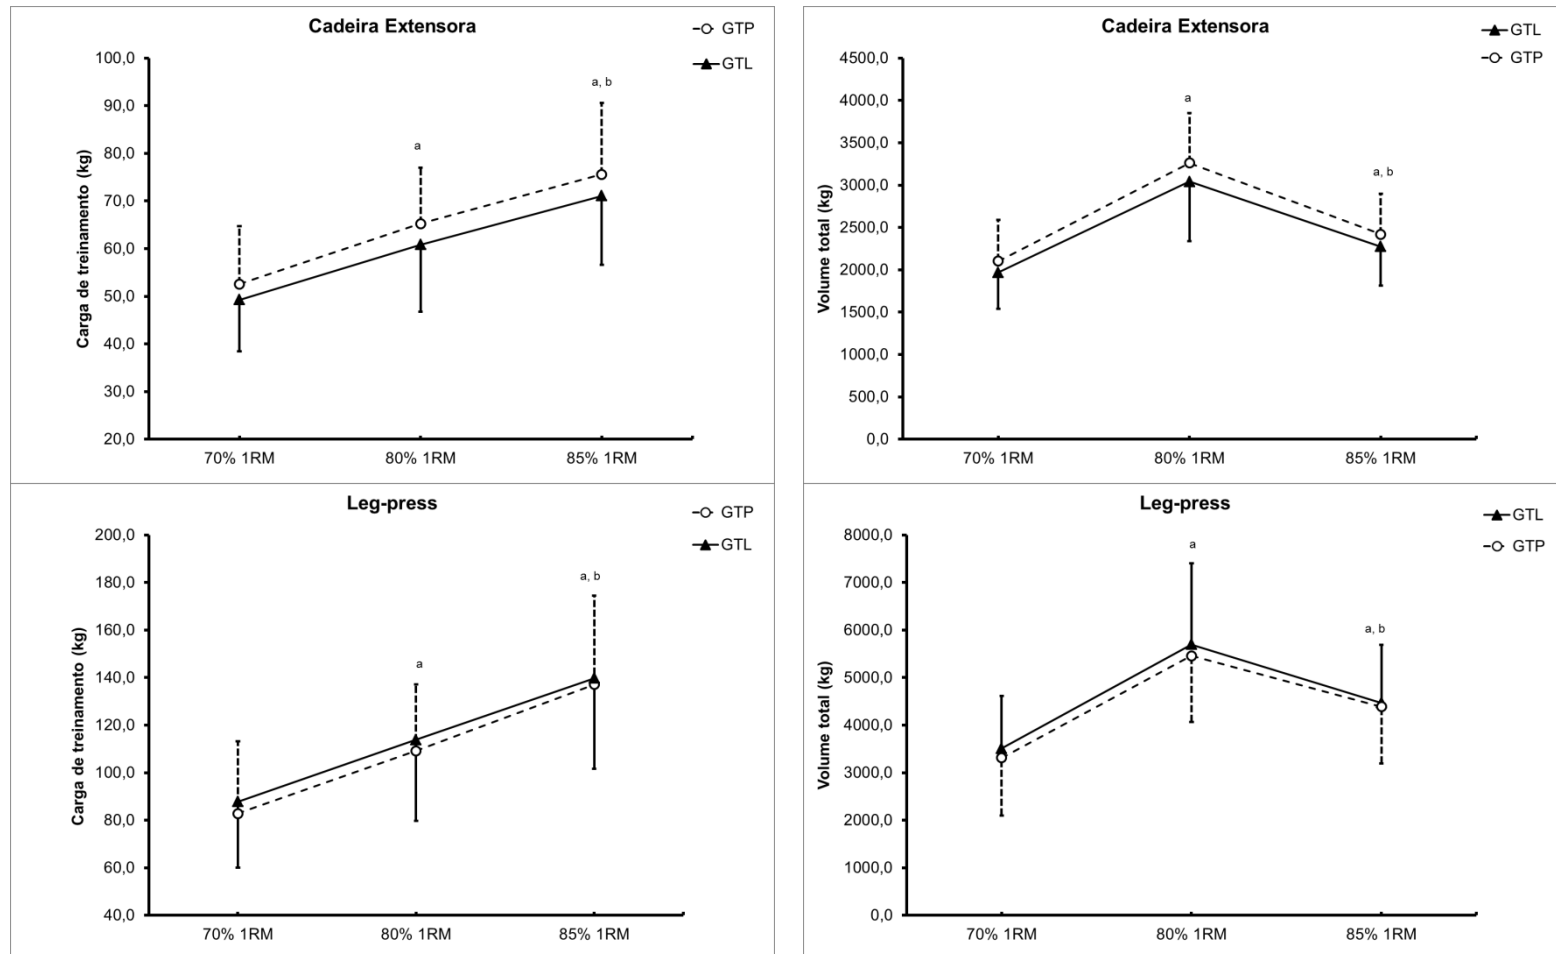 Cadeira Extensora
GTP
GTL
Carga de treinamento (kg)
100,0
90,0
80,0
70,0
60,0
50,0
40,0
30,0
20,0
a
a, b
70% 1RM
80% 1RM
85% 1RM
Cadeira Extensora
GTL
GTP
Volume total (kg)
4500,0
4000,0
3500,0
3000,0
2500,0
2000,0
1500,0
1000,0
500,0
0,0
a
a, b
70% 1RM
80% 1RM
85% 1RM
Leg-press
GTP
GTL
Carga de treinamento (kg)
200,0
180,0
160,0
140,0
120,0
100,0
80,0
60,0
40,0
a
a, b
70% 1RM
80% 1RM
85% 1RM
Leg-press
GTL
GTP
Volume total (kg)
8000,0
7000,0
6000,0
5000,0
4000,0
3000,0
2000,0
1000,0
0,0
a
a, b
70% 1RM
80% 1RM
85% 1RM